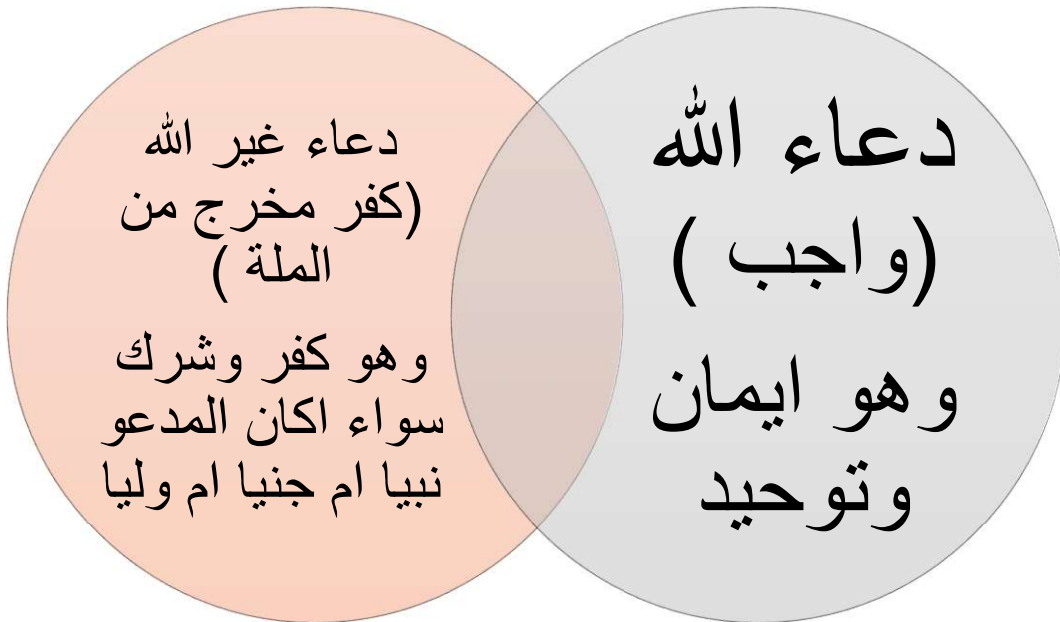 دعاء الله
(واجب )
وهو ايمان
وتوحيد
دعاء غير الله
(كفر مخرج من
الملة )
وهو كفر وشرك
سواء اكان المدعو
نبيا ام جنيا ام وليا